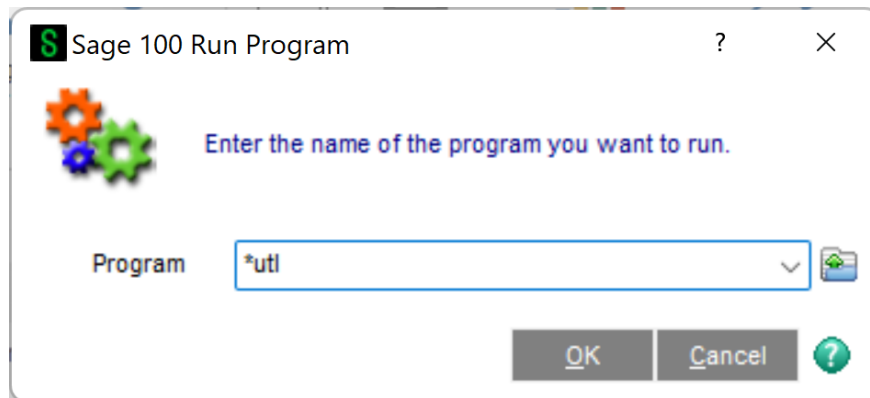 Sage 100 Run Program
?
Enter the name of the program you want to run.
Program
*utl
OK
Cancel
?